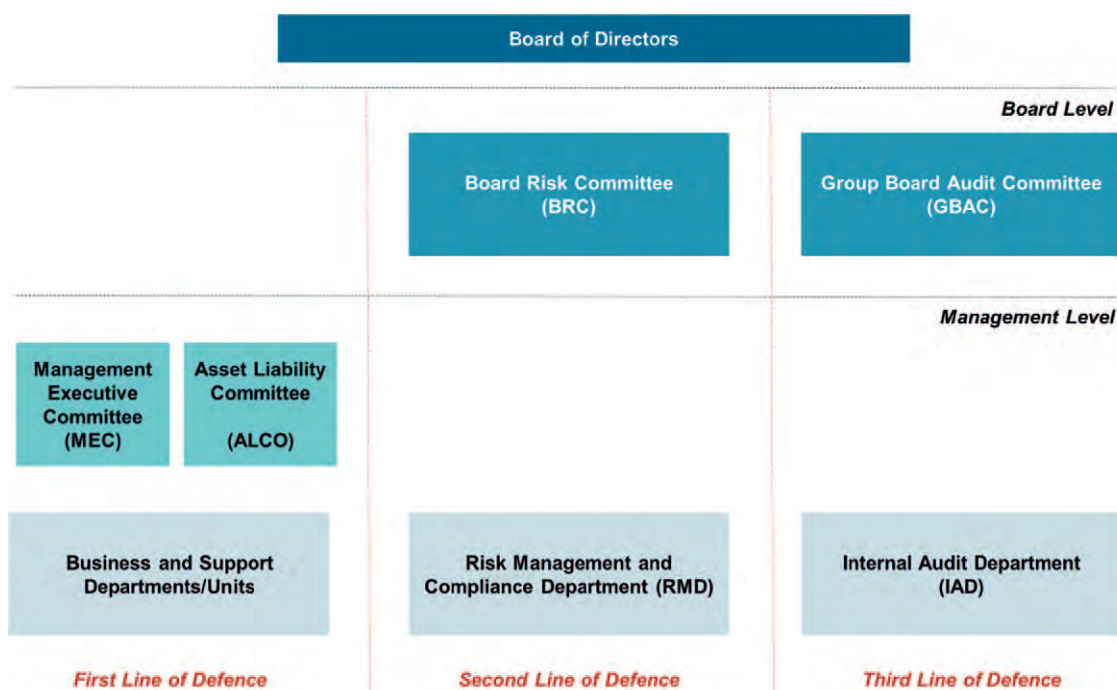 Board of Directors
Board Level
Board Risk Committee
(BRC)
Group Board Audit Committee
(GBAC)
Management Level
Management
Executive
Committee
(MEC)
Asset Liability
Committee
(ALCO)
Business and Support
Departments/Units
Risk Management and
Compliance Department (RMD)
Internal Audit Department
(IAD)
First Line of Defence
Second Line of Defence
Third Line of Defence